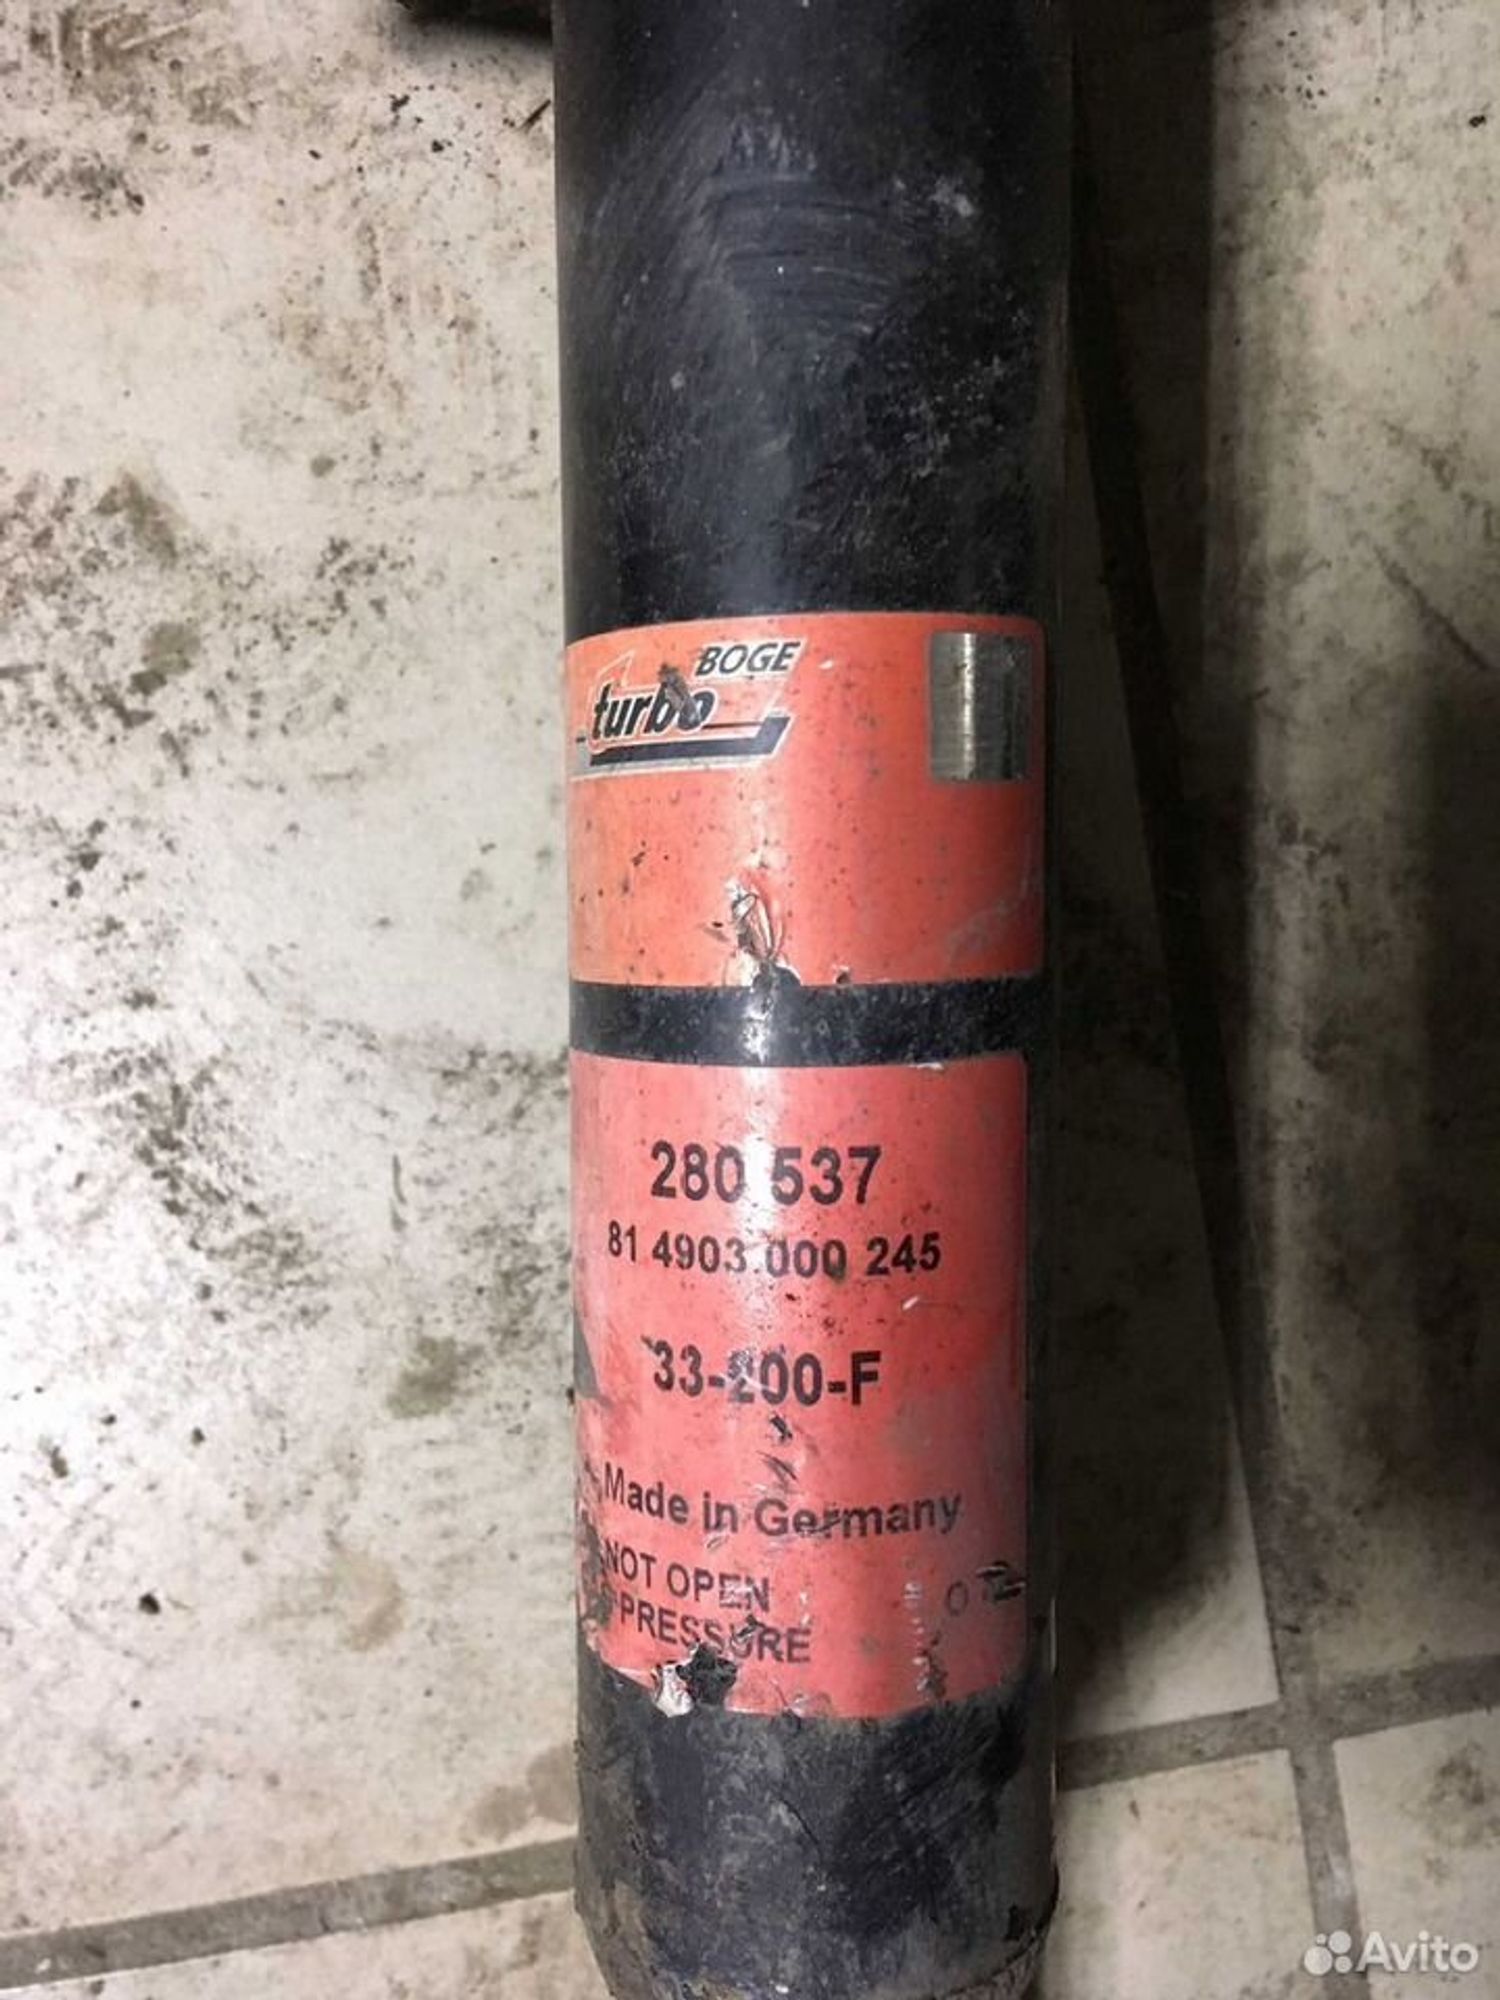 BOGE
turbo
280 537
81 4903 000 245
33-200-F
Made in Germany
NOT OPEN
PRESSURE
Avito